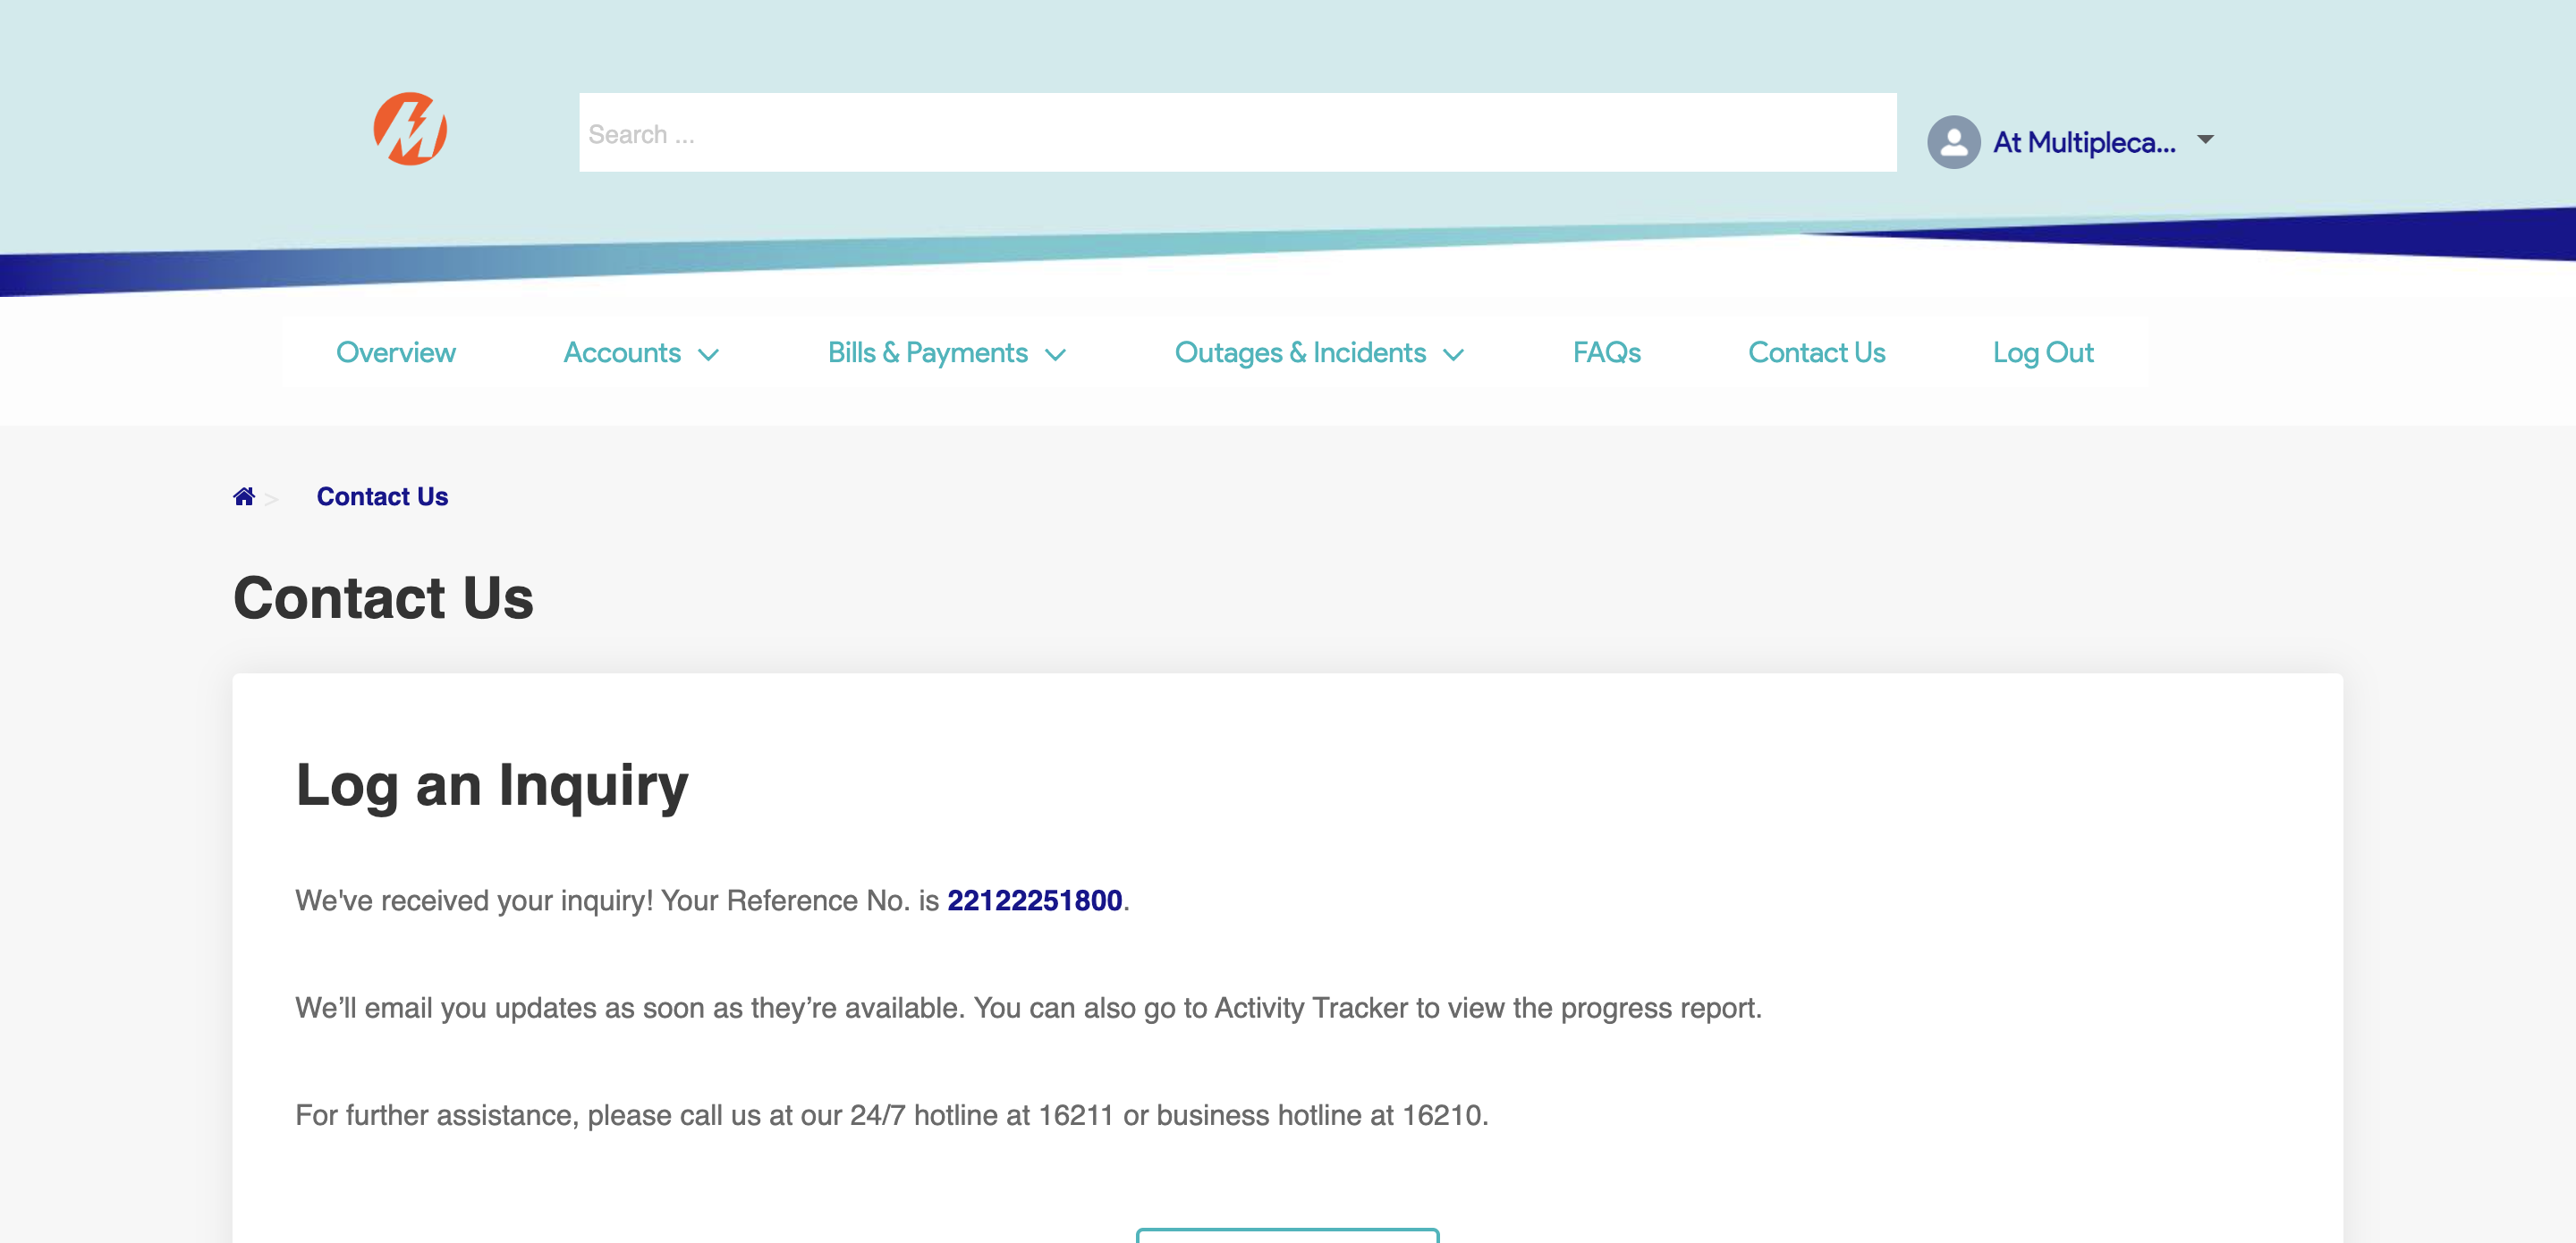 Search ...
At Multipleca...
Overview
Accounts
Bills & Payments
Outages & Incidents
FAQs
Contact Us
Log Out
> Contact Us
Contact Us
Log an Inquiry
We've received your inquiry! Your Reference No. is 22122251800.
We’ll email you updates as soon as they’re available. You can also go to Activity Tracker to view the progress report.
For further assistance, please call us at our 24/7 hotline at 16211 or business hotline at 16210.